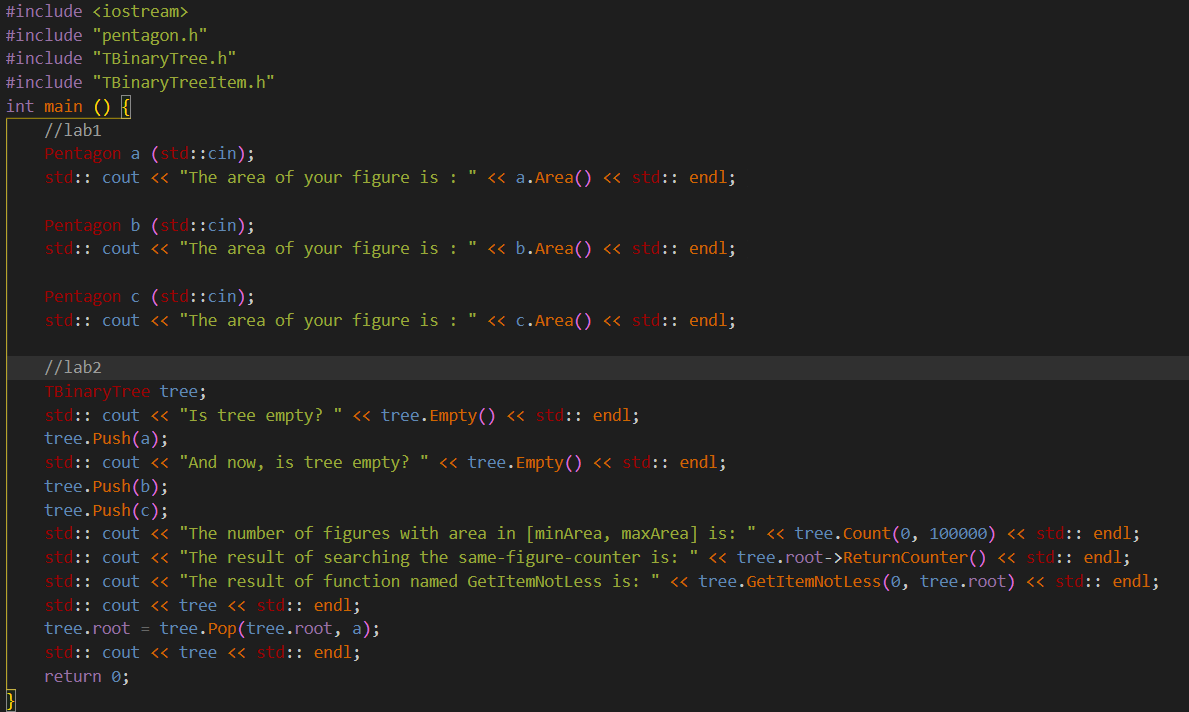 #include <iostream>
#include "pentagon.h"
#include "TBinaryTree.h"
#include "TBinaryTreeItem.h"
int main () {
    //lab1
    Pentagon a (std::cin);
    std:: cout << "The area of your figure is : " << a.Area() << std:: endl;

    Pentagon b (std::cin);
    std:: cout << "The area of your figure is : " << b.Area() << std:: endl;

    Pentagon c (std::cin);
    std:: cout << "The area of your figure is : " << c.Area() << std:: endl;

    //lab2
    TBinaryTree tree;
    std:: cout << "Is tree empty? " << tree.Empty() << std:: endl;
    tree.Push(a);
    std:: cout << "And now, is tree empty? " << tree.Empty() << std:: endl;
    tree.Push(b);
    tree.Push(c);
    std:: cout << "The number of figures with area in [minArea, maxArea] is: " << tree.Count(0, 100000) << std:: endl;
    std:: cout << "The result of searching the same-figure-counter is: " << tree.root->ReturnCounter() << std:: endl;
    std:: cout << "The result of function named GetItemNotLess is: " << tree.GetItemNotLess(0, tree.root) << std:: endl;
    std:: cout << tree << std:: endl;
    tree.root = tree.Pop(tree.root, a);
    std:: cout << tree << std:: endl;
    return 0;
}